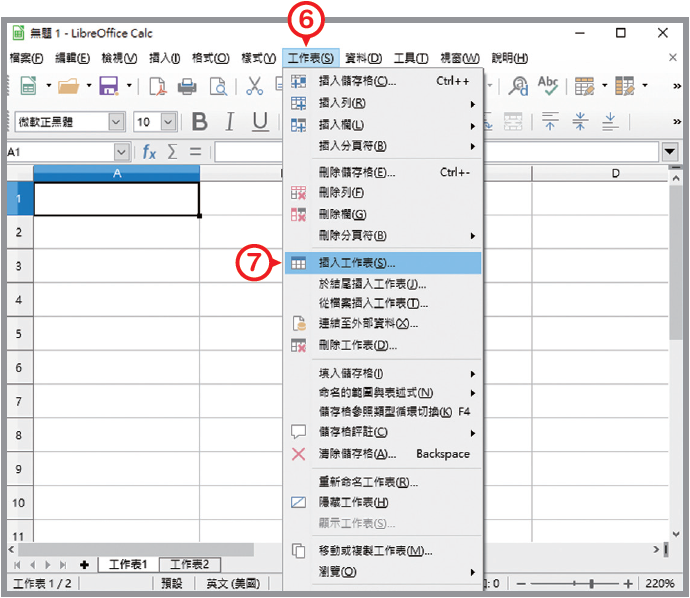 ⑥
無題 1 - LibreOffice Calc
檔案(F) 編輯(E) 檢視(V) 插入(I) 格式(O) 樣式(Y) 工作表(S) 資料(D) 工具(T) 視窗(W) 說明(H)
插入儲存格(C)... Ctrl++
插入列(R)
Abc
微軟正黑體 10 B I U
插入欄(L)
插入分頁符(B)
A1 fx Σ =
刪除儲存格(E)... Ctrl+-
A D
刪除列(F)
1
刪除欄(G)
2
刪除分頁符(B)
⑦
插入工作表(S)...
3
於結尾插入工作表(J)...
4
從檔案插入工作表(T)...
連結至外部資料(X)...
5
刪除工作表(D)...
6
填入儲存格(I)
命名的範圍與表述式(N)
7
儲存格參照類型循環切換(K) F4
8
儲存格評註(C)
清除儲存格(A)... Backspace
9
重新命名工作表(R)...
10
隱藏工作表(H)
顯示工作表(S)...
11
移動或複製工作表(M)...
工作表1 工作表2
瀏覽(O)
工作表 1 / 2 預設 英文 (美國) : 0 220%